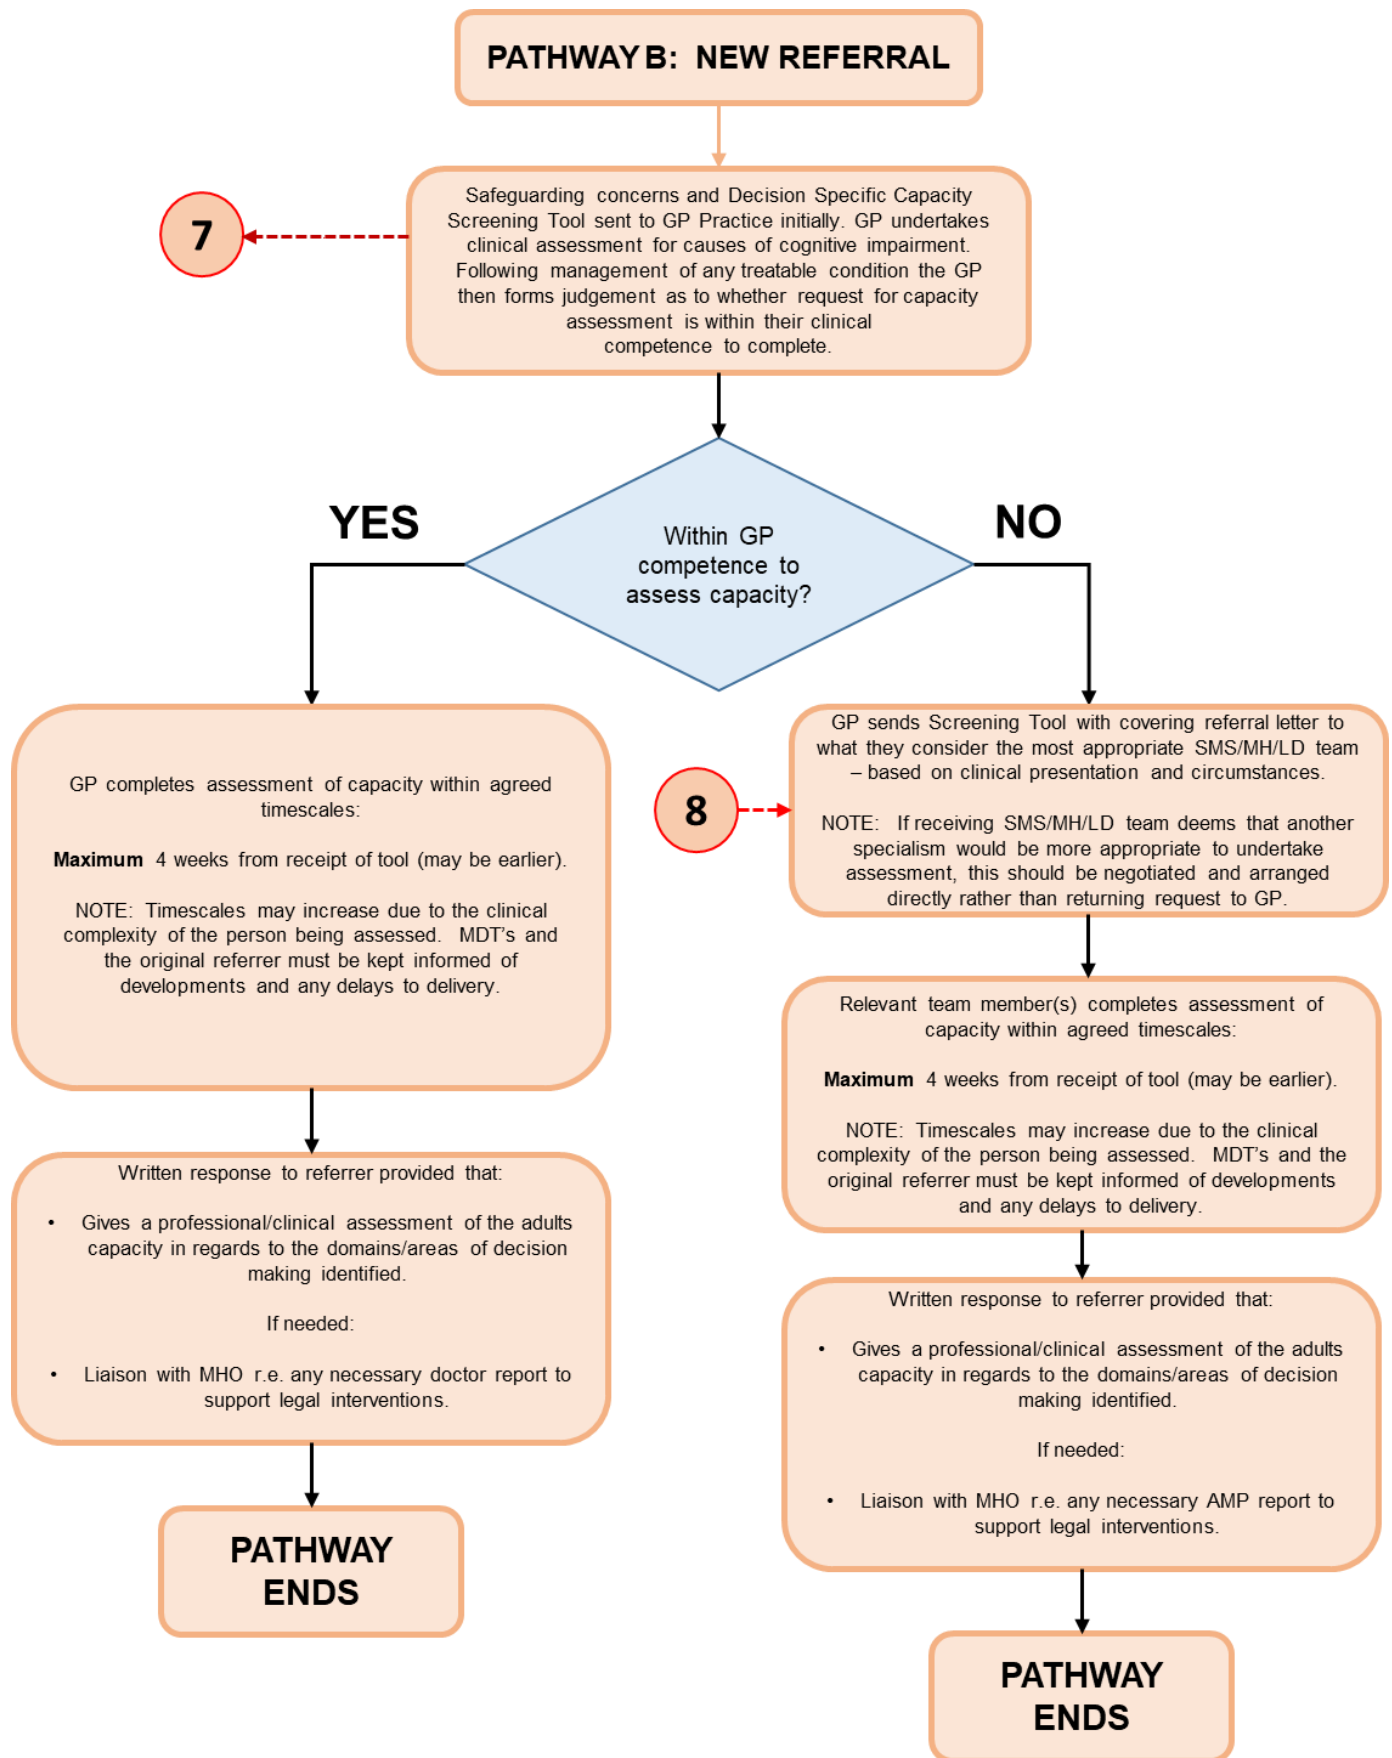 PATHWAY B: NEW REFERRAL
Safeguarding concerns and Decision Specific Capacity
Screening Tool sent to GP Practice initially. GP undertakes
clinical assessment for causes of cognitive impairment.
Following management of any treatable condition the GP
then forms judgement as to whether request for capacity
assessment is within their clinical
competence to complete.
7
YES
NO
Within GP
competence to
assess capacity?
GP completes assessment of capacity within agreed
timescales:
Maximum 4 weeks from receipt of tool (may be earlier).
NOTE: Timescales may increase due to the clinical
complexity of the person being assessed. MDT's and
the original referrer must be kept informed of
developments and any delays to delivery.
Written response to referrer provided that:
• Gives a professional/clinical assessment of the adults
capacity in regards to the domains/areas of decision
making identified.
If needed:
• Liaison with MHO r.e. any necessary doctor report to
support legal interventions.
PATHWAY
ENDS
8
GP sends Screening Tool with covering referral letter to
what they consider the most appropriate SMS/MH/LD team
– based on clinical presentation and circumstances.
NOTE: If receiving SMS/MH/LD team deems that another
specialism would be more appropriate to undertake
assessment, this should be negotiated and arranged
directly rather than returning request to GP.
Relevant team member(s) completes assessment of
capacity within agreed timescales:
Maximum 4 weeks from receipt of tool (may be earlier).
NOTE: Timescales may increase due to the clinical
complexity of the person being assessed. MDT's and the
original referrer must be kept informed of developments
and any delays to delivery.
Written response to referrer provided that:
• Gives a professional/clinical assessment of the adults
capacity in regards to the domains/areas of decision
making identified.
If needed:
• Liaison with MHO r.e. any necessary AMP report to
support legal interventions.
PATHWAY
ENDS